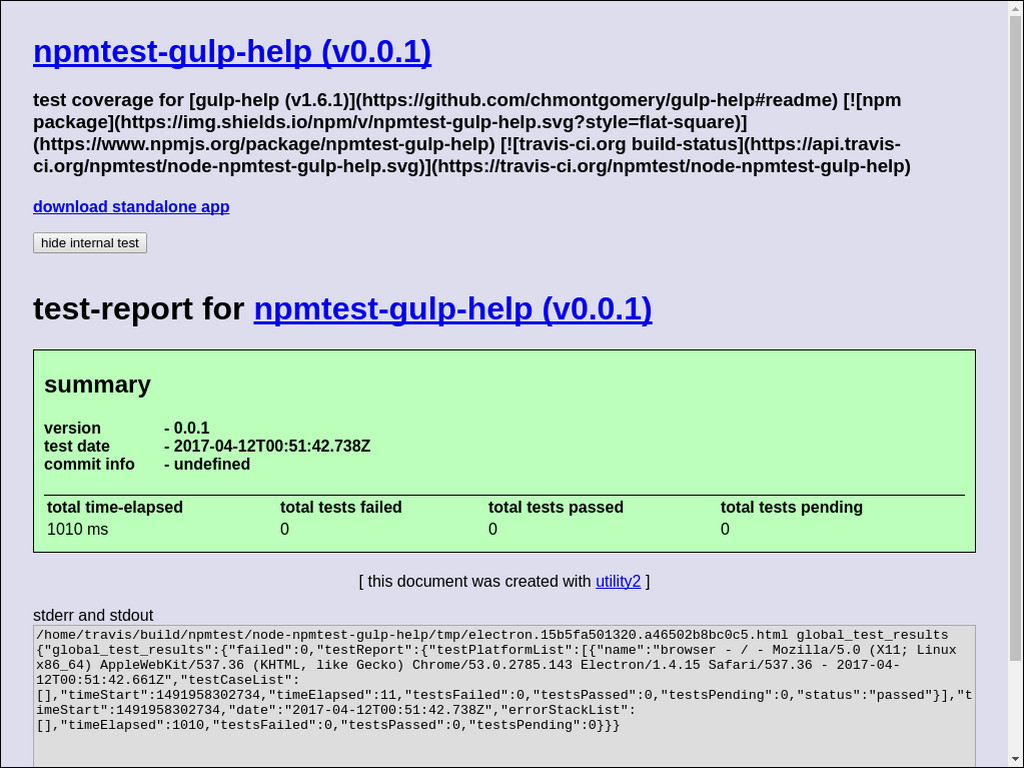 npmtest-gulp-help (v0.0.1)
test coverage for [gulp-help (v1.6.1)](https://github.com/chmontgomery/gulp-help#readme) [![npm
package](https://img.shields.io/npm/v/npmtest-gulp-help.svg?style=flat-square)]
(https://www.npmjs.org/package/npmtest-gulp-help) [![travis-ci.org build-status](https://api.travis-
ci.org/npmtest/node-npmtest-gulp-help.svg)](https://travis-ci.org/npmtest/node-npmtest-gulp-help)
download standalone app
hide internal test
test-report for npmtest-gulp-help (v0.0.1)
summary
version - 0.0.1
test date - 2017-04-12T00:51:42.738Z
commit info - undefined
total time-elapsed total tests failed total tests passed total tests pending
1010 ms 0 0 0
[ this document was created with utility2 ]
stderr and stdout
/home/travis/build/npmtest/node-npmtest-gulp-help/tmp/electron.15b5fa501320.a46502b8bc0c5.html global_test_results
{"global_test_results":{"failed":0,"testReport":{"testPlatformList":[{"name":"browser - / - Mozilla/5.0 (X11; Linux
x86_64) AppleWebKit/537.36 (KHTML, like Gecko) Chrome/53.0.2785.143 Electron/1.4.15 Safari/537.36 - 2017-04-
12T00:51:42.661Z","testCaseList":
[],"timeStart":1491958302734,"timeElapsed":11,"testsFailed":0,"testsPassed":0,"testsPending":0,"status":"passed"}],"t
imeStart":1491958302734,"date":"2017-04-12T00:51:42.738Z","errorStackList":
[],"timeElapsed":1010,"testsFailed":0,"testsPassed":0,"testsPending":0}}}